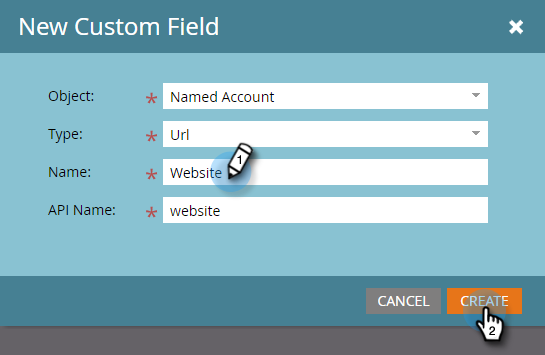 New Custom Field
Object: * Named Account
Type: * Url
Name: * Website 1
API Name: * website
CANCEL CREATE
2